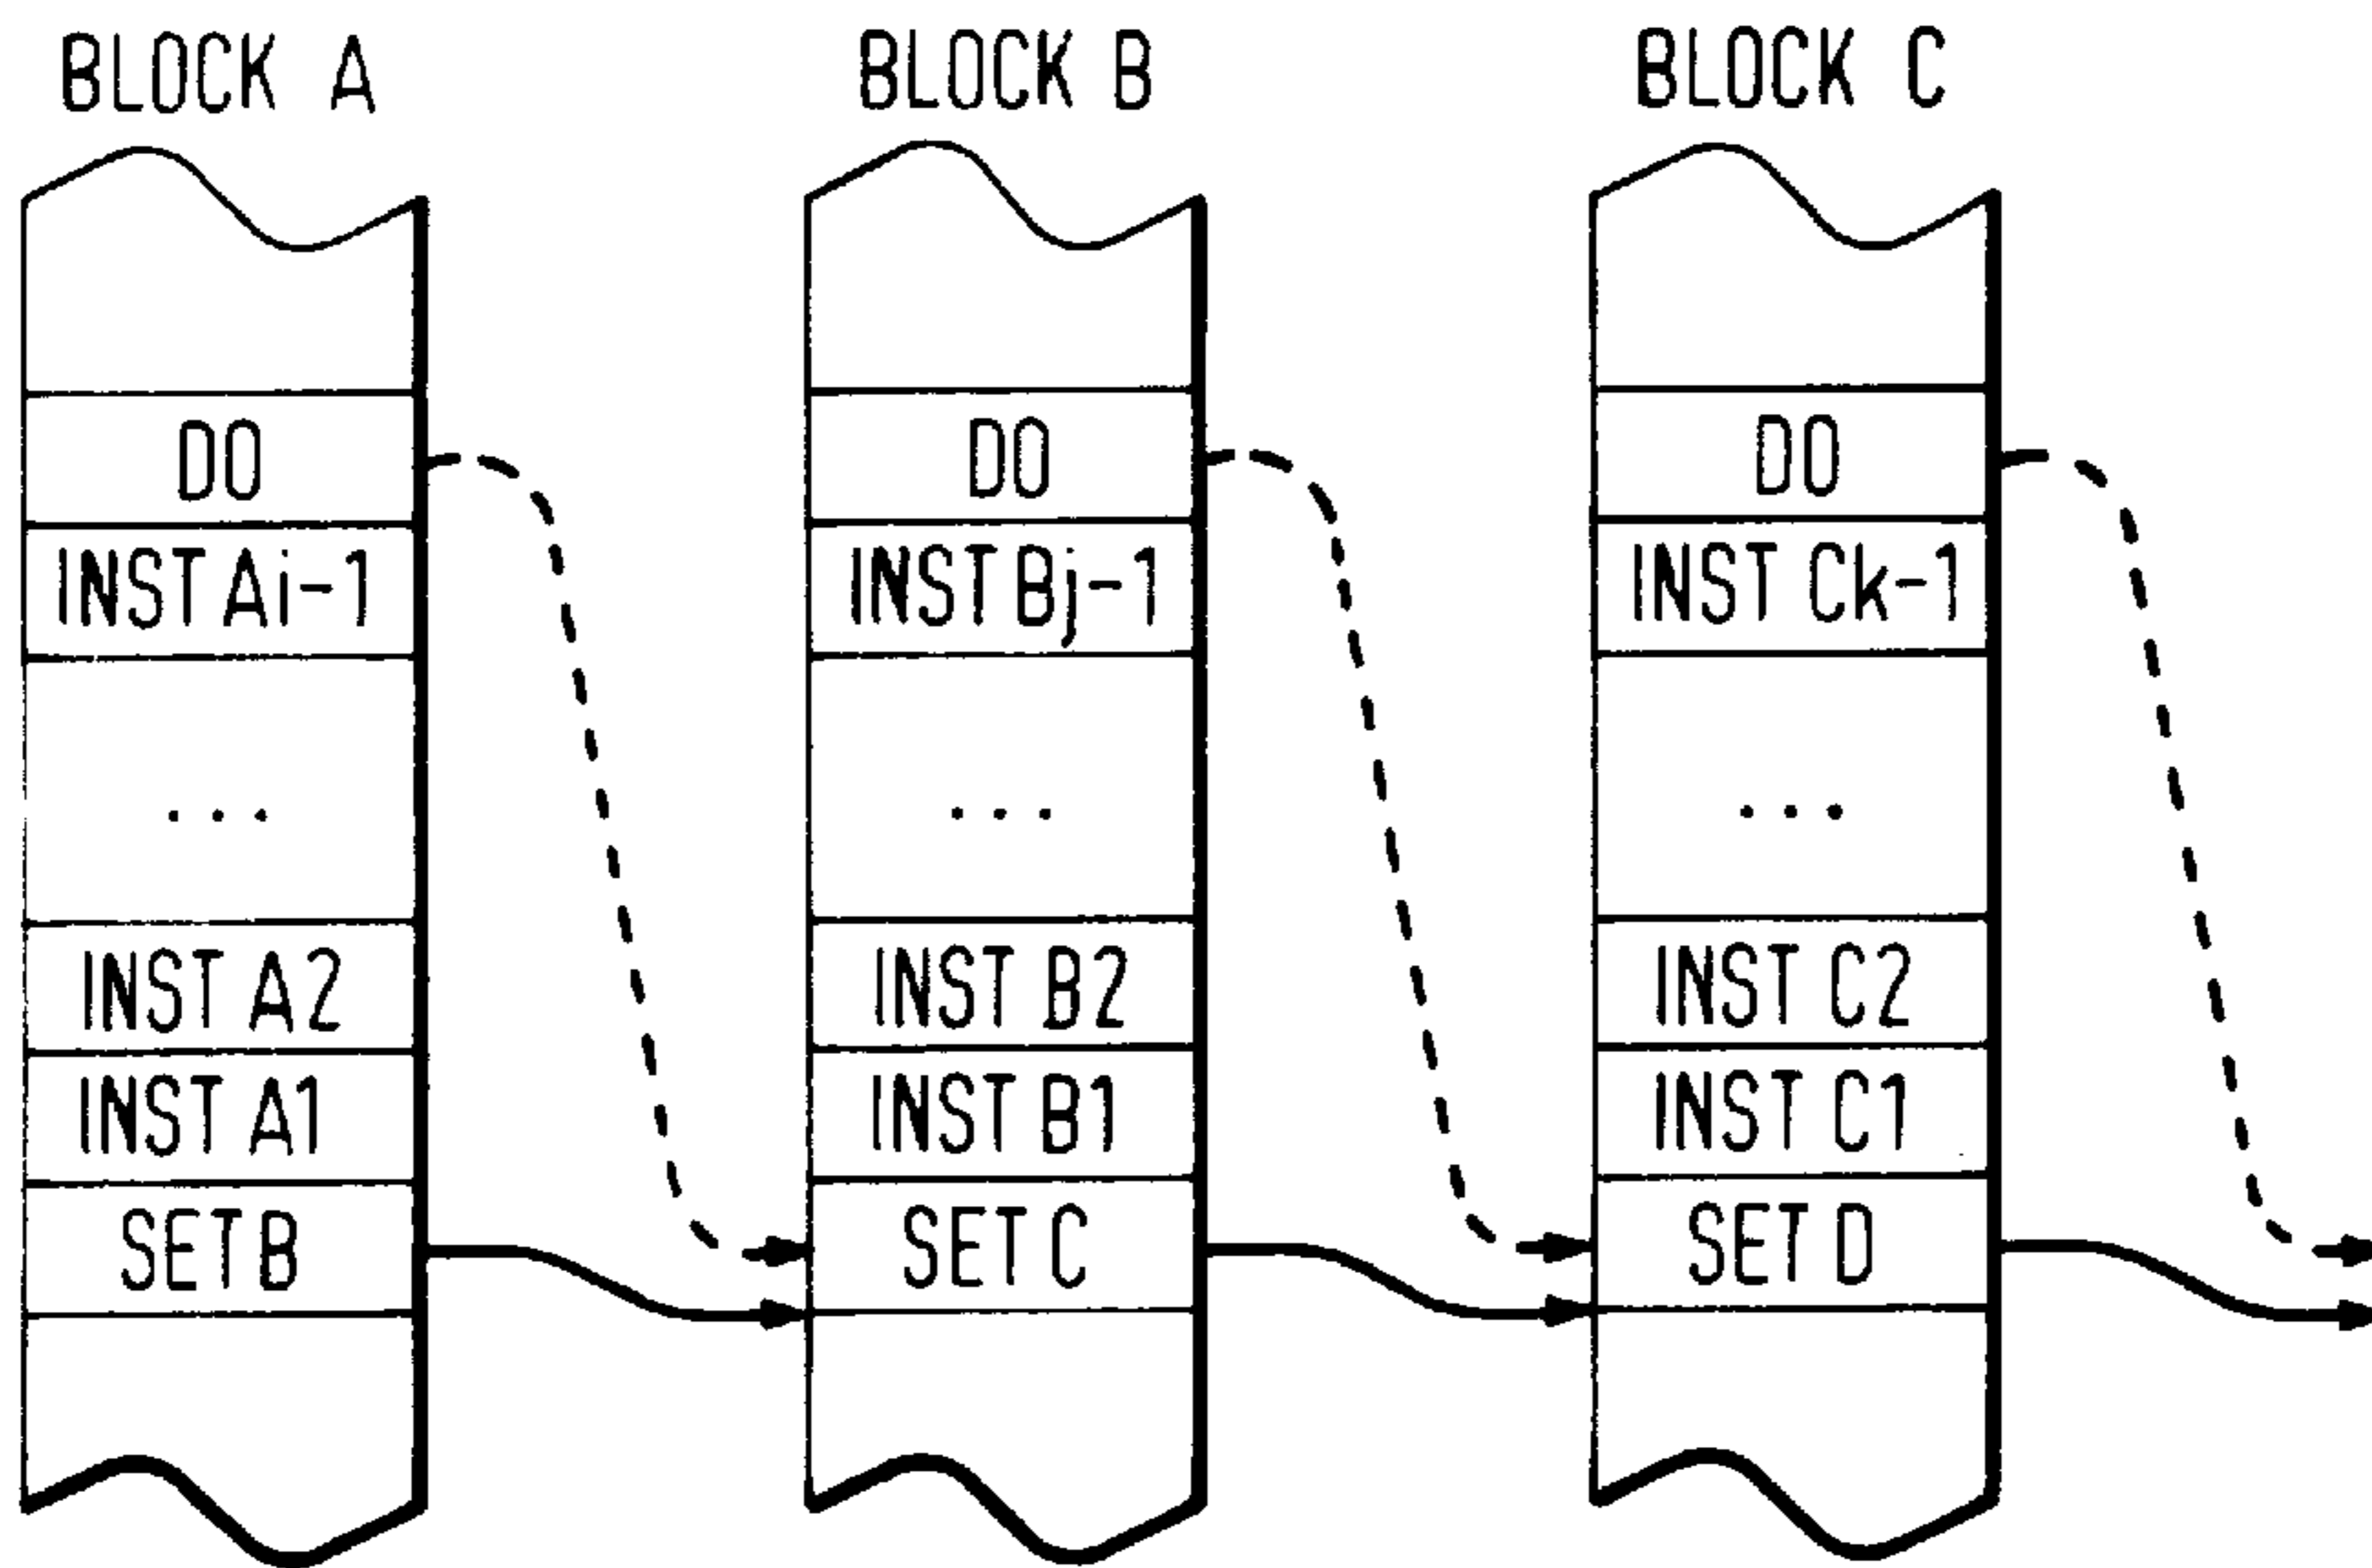 BLOCK A
BLOCK B
BLOCK C
DO
DO
DO
INST Ai-1
INST Bj-1
INST Ck-1
...
...
...
INST A2
INST B2
INST C2
INST A1
INST B1
INST C1
SET B
SET C
SET D